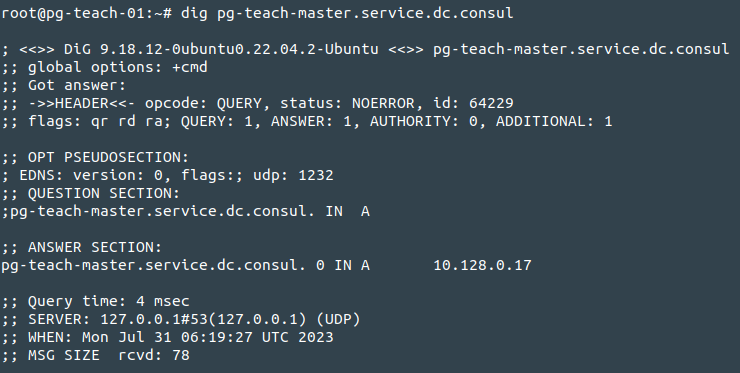 root@pg-teach-01:~# dig pg-teach-master.service.dc.consul
; <<>> DiG 9.18.12-0ubuntu0.22.04.2-Ubuntu <<>> pg-teach-master.service.dc.consul
;; global options: +cmd
;; Got answer:
;; ->>HEADER<<- opcode: QUERY, status: NOERROR, id: 64229
;; flags: qr rd ra; QUERY: 1, ANSWER: 1, AUTHORITY: 0, ADDITIONAL: 1
;; OPT PSEUDOSECTION:
; EDNS: version: 0, flags:; udp: 1232
;; QUESTION SECTION:
;pg-teach-master.service.dc.consul. IN  A
;; ANSWER SECTION:
pg-teach-master.service.dc.consul. 0 IN A       10.128.0.17
;; Query time: 4 msec
;; SERVER: 127.0.0.1#53(127.0.0.1) (UDP)
;; WHEN: Mon Jul 31 06:19:27 UTC 2023
;; MSG SIZE  rcvd: 78